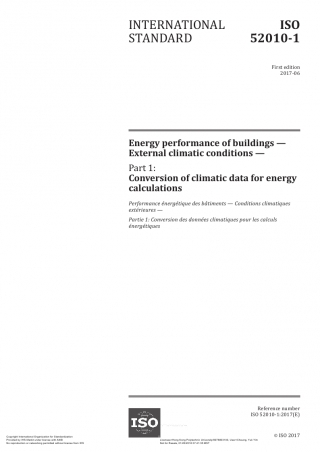 INTERNATIONAL
STANDARD
ISO
52010-1
First edition
2017-06
Energy performance of buildings —
External climatic conditions —
Part 1:
Conversion of climatic data for energy
calculations
Performance énergétique des bâtiments — Conditions climatiques
extérieures —
Partie 1: Conversion des données climatiques pour les calculs
énergétiques
ISO
Reference number
ISO 52010-1:2017(E)
© ISO 2017